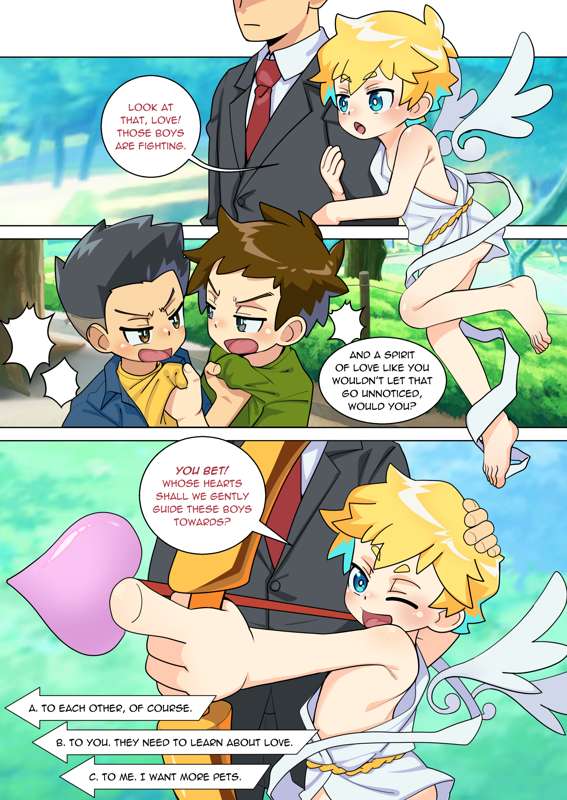 LOOK AT
THAT, LOVE!
THOSE BOYS
ARE FIGHTING.
AND A SPIRIT
OF LOVE LIKE YOU
WOULDN'T LET THAT
GO UNNOTICED,
WOULD YOU?
YOU BET!
WHOSE HEARTS
SHALL WE GENTLY
GUIDE THESE BOYS
TOWARDS?
A. TO EACH OTHER, OF COURSE.
B. TO YOU. THEY NEED TO LEARN ABOUT LOVE.
C. TO ME. I WANT MORE PETS.